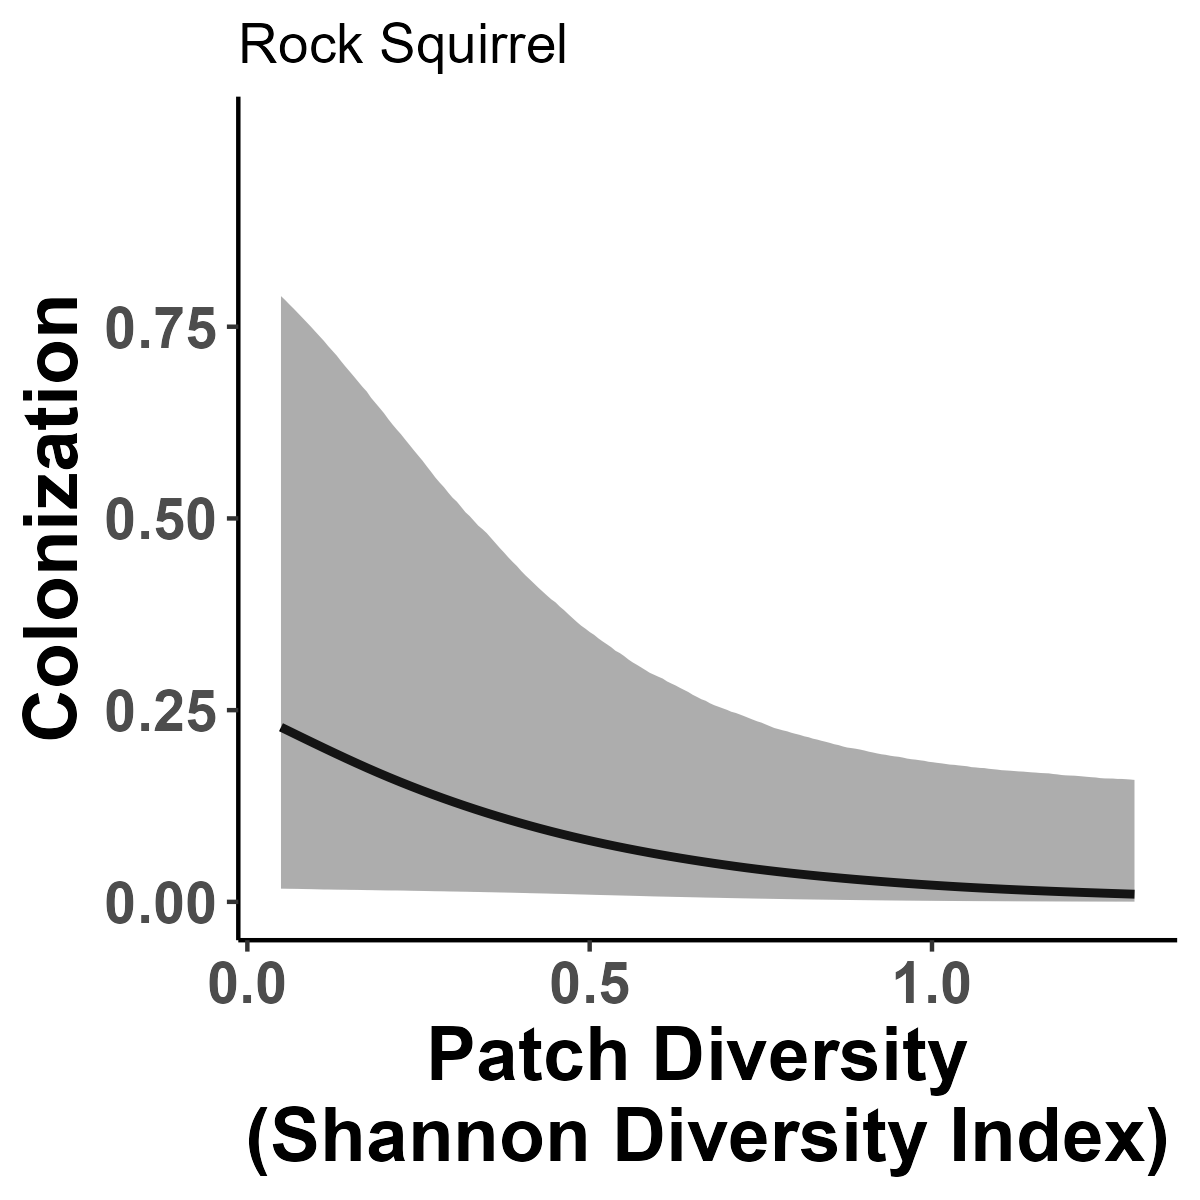 Rock Squirrel
Colonization
0.75
0.50
0.25
0.00
0.0 0.5 1.0
Patch Diversity
(Shannon Diversity Index)